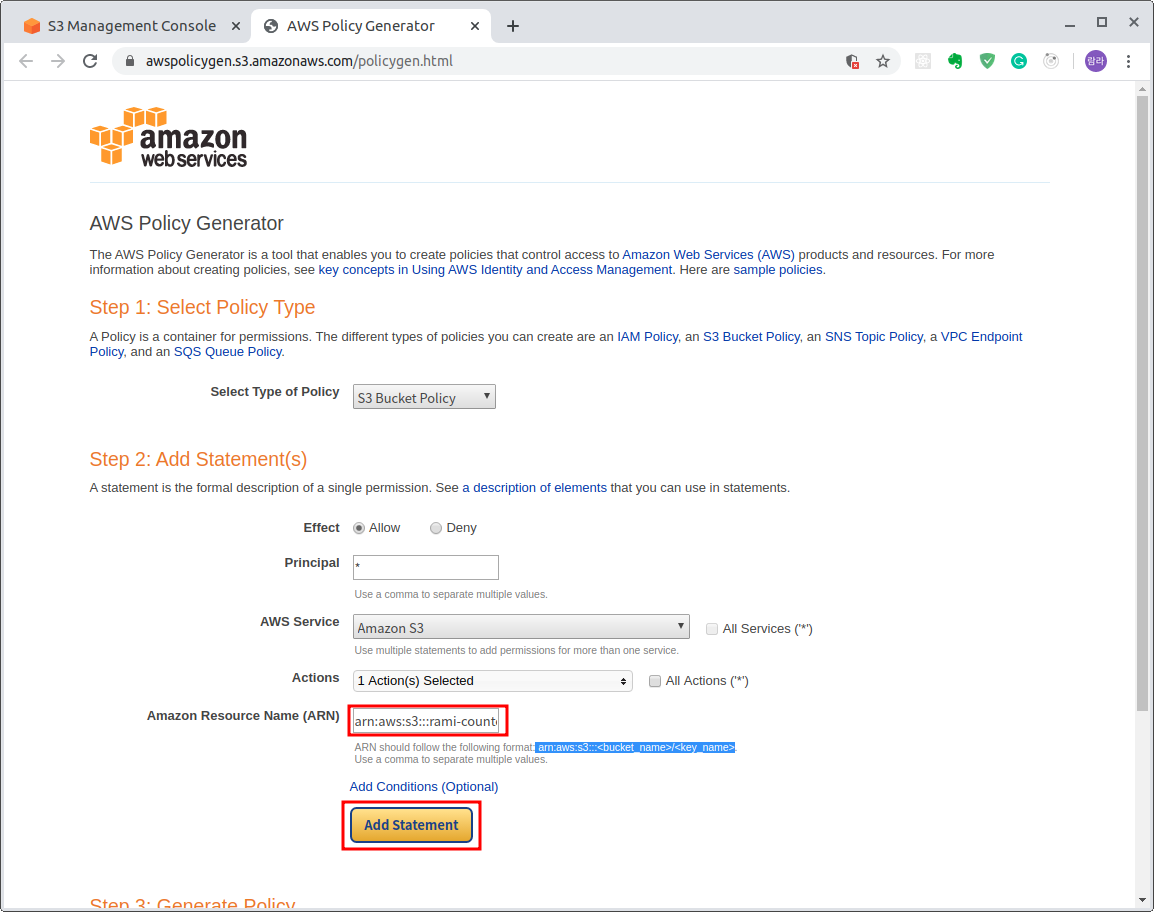 S3 Management Console
AWS Policy Generator
awspolicygen.s3.amazonaws.com/policygen.html
람라
amazon
web services
AWS Policy Generator
The AWS Policy Generator is a tool that enables you to create policies that control access to Amazon Web Services (AWS) products and resources. For more
information about creating policies, see key concepts in Using AWS Identity and Access Management. Here are sample policies.
Step 1: Select Policy Type
A Policy is a container for permissions. The different types of policies you can create are an IAM Policy, an S3 Bucket Policy, an SNS Topic Policy, a VPC Endpoint
Policy, and an SQS Queue Policy.
Select Type of Policy
S3 Bucket Policy
Step 2: Add Statement(s)
A statement is the formal description of a single permission. See a description of elements that you can use in statements.
Effect
Allow
Deny
Principal
*
Use a comma to separate multiple values.
AWS Service
Amazon S3
All Services ('*')
Use multiple statements to add permissions for more than one service.
Actions
1 Action(s) Selected
All Actions ('*')
Amazon Resource Name (ARN)
arn:aws:s3:::rami-count
ARN should follow the following format: arn:aws:s3:::<bucket_name>/<key_name>.
Use a comma to separate multiple values.
Add Conditions (Optional)
Add Statement
Step 3: Generate Policy